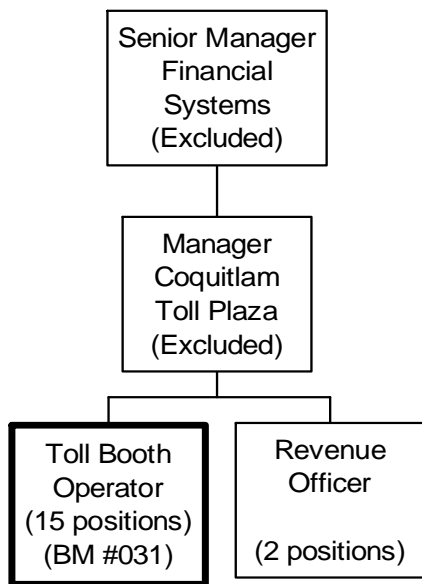 Senior Manager
Financial
Systems
(Excluded)
Manager
Coquitlam
Toll Plaza
(Excluded)
Toll Booth
Operator
(15 positions)
(BM #031)
Revenue
Officer
(2 positions)